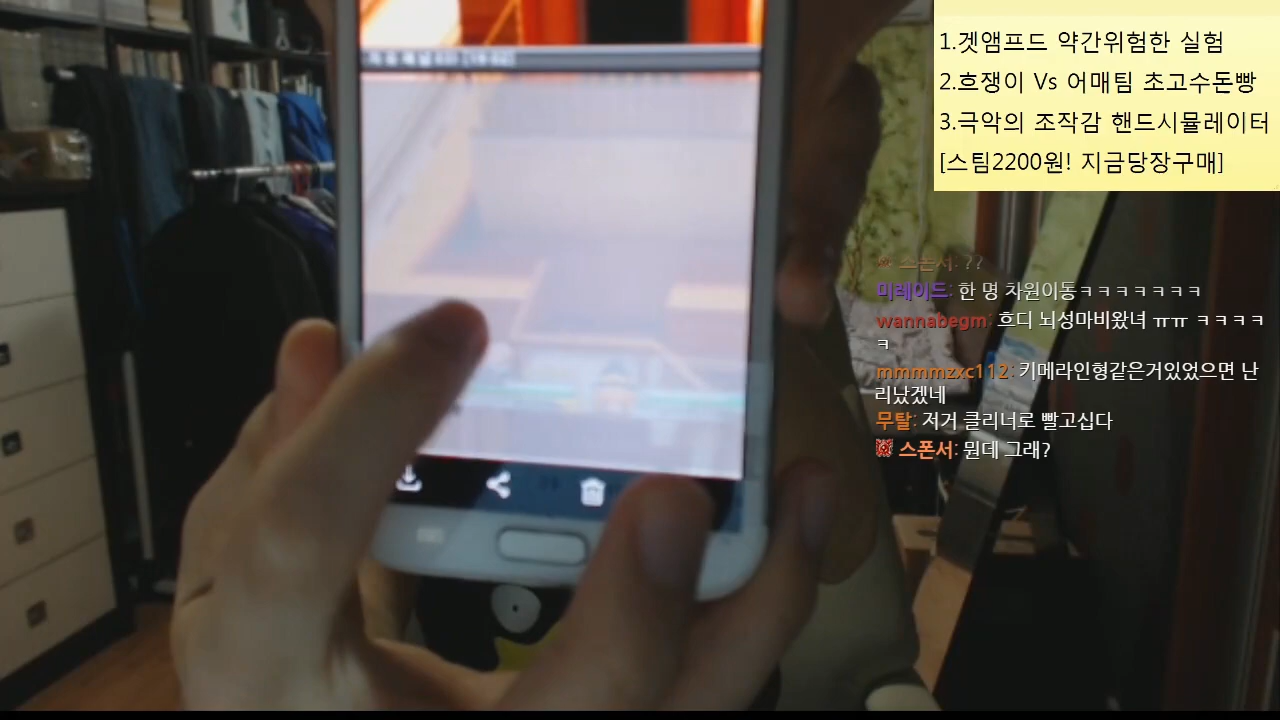 1.겟앰프드 약간위험한 실험
2.흐쟁이 Vs 어매팀 초고수돈빵
3.극악의 조작감 핸드시뮬레이터
[스팀2200원! 지금당장구매]
스폰서: ??
미레이드: 한 명 차원이동ㅋㅋㅋㅋㅋㅋㅋ
wannabegm: 흐디 뇌성마비왔녀 ㅠㅠ ㅋㅋㅋㅋ
ㅋ
mmmmzxc112: 키메라인형같은거있었으면 난
리났겠네
무탈: 저거 클리너로 빨고십다
스폰서: 뭔데 그래?